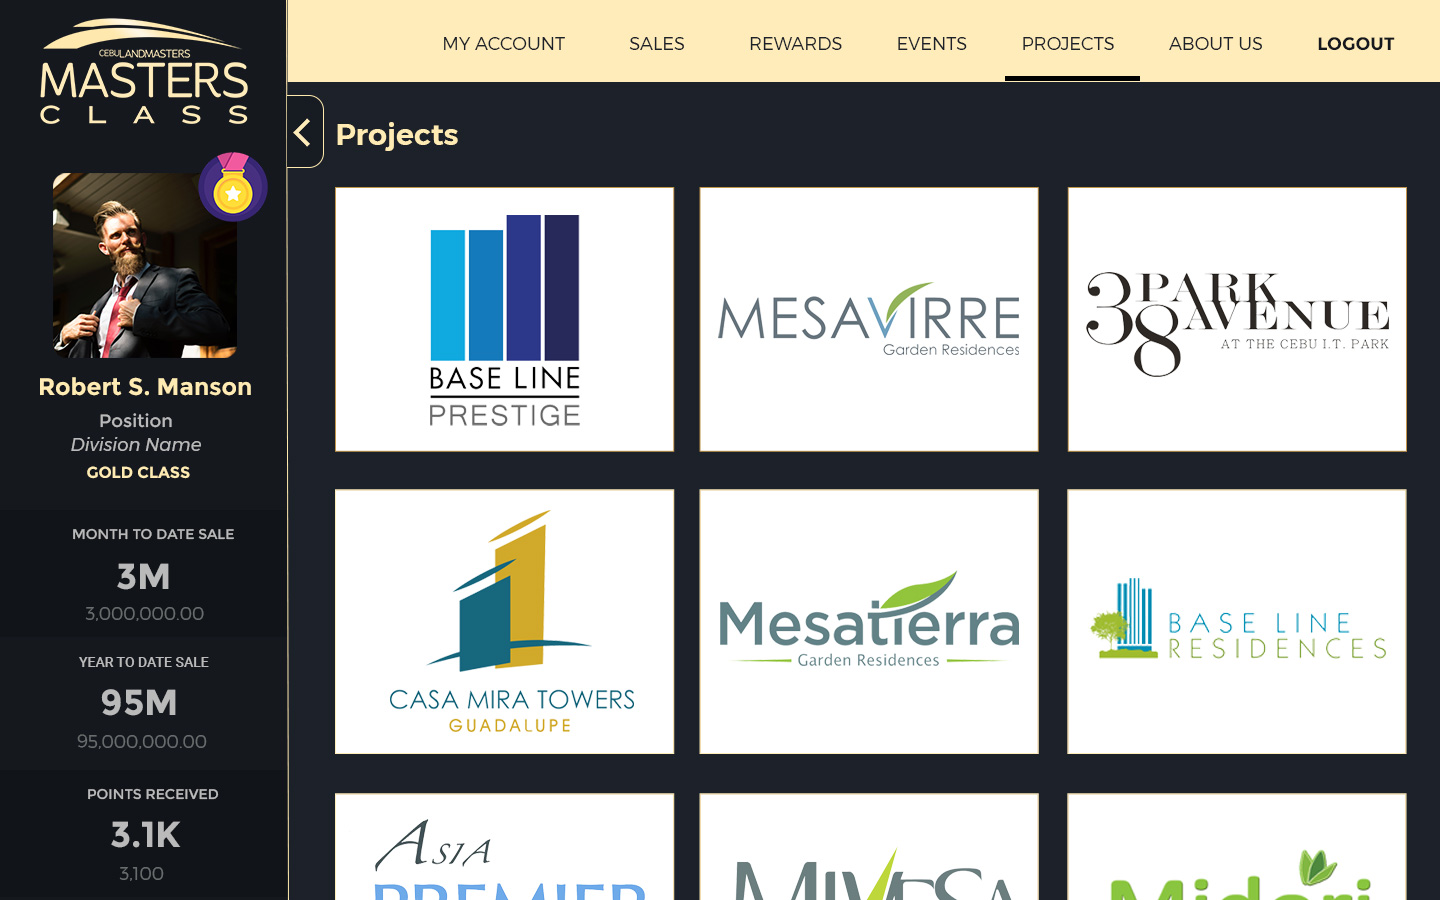 CEBULANDMASTERS
MASTERS
CLASS
MY ACCOUNT
SALES
REWARDS
EVENTS
PROJECTS
ABOUT US
LOGOUT
Robert S. Manson
Position
Division Name
GOLD CLASS
MONTH TO DATE SALE
3M
3,000,000.00
YEAR TO DATE SALE
95M
95,000,000.00
POINTS RECEIVED
3.1K
3,100
Projects
BASE LINE
PRESTIGE
MESAVIRRE
Garden Residences
38 PARK
AVENUE
AT THE CEBU I.T. PARK
CASA MIRA TOWERS
GUADALUPE
Mesatierra
Garden Residences
BASE LINE
RESIDENCES
ASIA
PREMIER
MIVESA
Midori